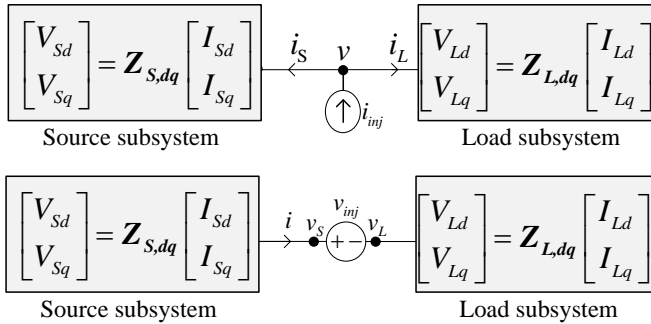 [V_Sd V_Sq] = Z_S,dq [I_Sd I_Sq] i_S v i_L [V_Ld V_Lq] = Z_L,dq [I_Ld I_Lq]
i_inj
Source subsystem Load subsystem
[V_Sd V_Sq] = Z_S,dq [I_Sd I_Sq] i v_S v_inj + − v_L [V_Ld V_Lq] = Z_L,dq [I_Ld I_Lq]
Source subsystem Load subsystem